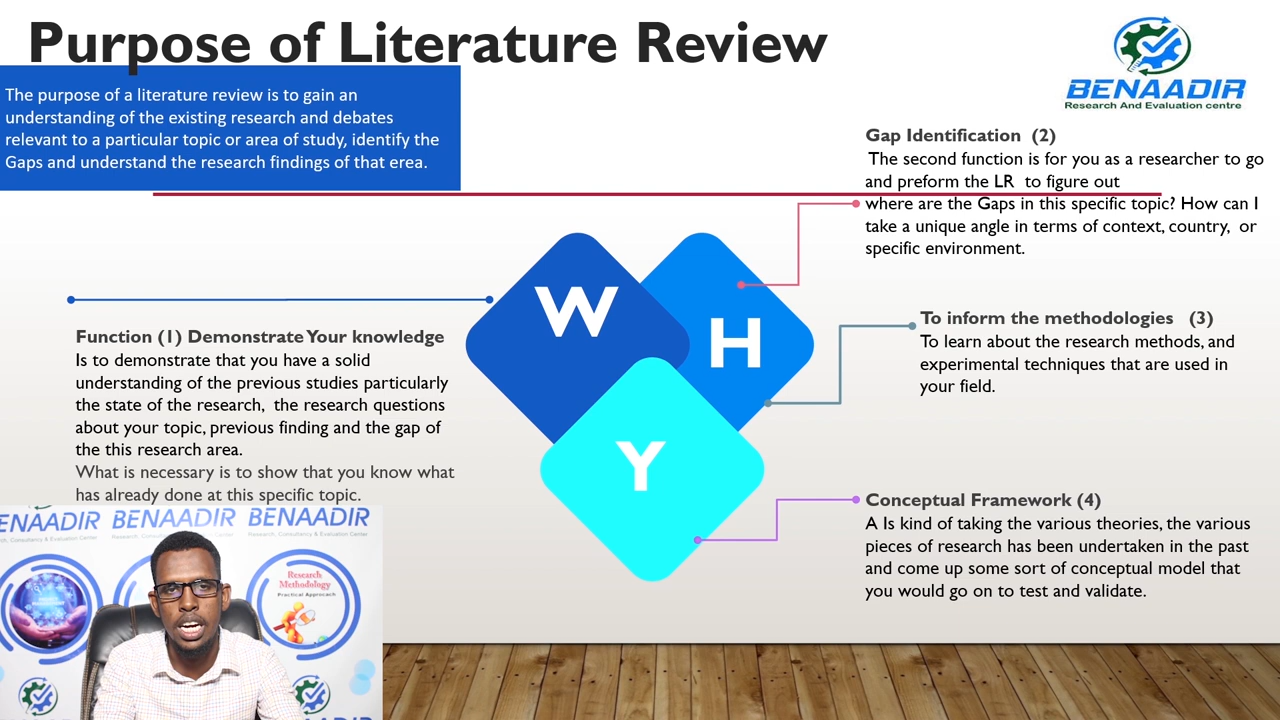 Purpose of Literature Review
BENAADIR
Research And Evaluation centre
The purpose of a literature review is to gain an
understanding of the existing research and debates
relevant to a particular topic or area of study, identify the
Gaps and understand the research findings of that erea.
Gap Identification (2)
The second function is for you as a researcher to go
and preform the LR to figure out
where are the Gaps in this specific topic? How can I
take a unique angle in terms of context, country, or
specific environment.
W
H
Y
Function (1) Demonstrate Your knowledge
Is to demonstrate that you have a solid
understanding of the previous studies particularly
the state of the research, the research questions
about your topic, previous finding and the gap of
the this research area.
What is necessary is to show that you know what
has already done at this specific topic.
To inform the methodologies (3)
To learn about the research methods, and
experimental techniques that are used in
your field.
Conceptual Framework (4)
A Is kind of taking the various theories, the various
pieces of research has been undertaken in the past
and come up some sort of conceptual model that
you would go on to test and validate.
ENAADIR BENAADIR BENAADIR
Research, Consultancy & Evaluation Center
Research
Methodology
Practical Approach